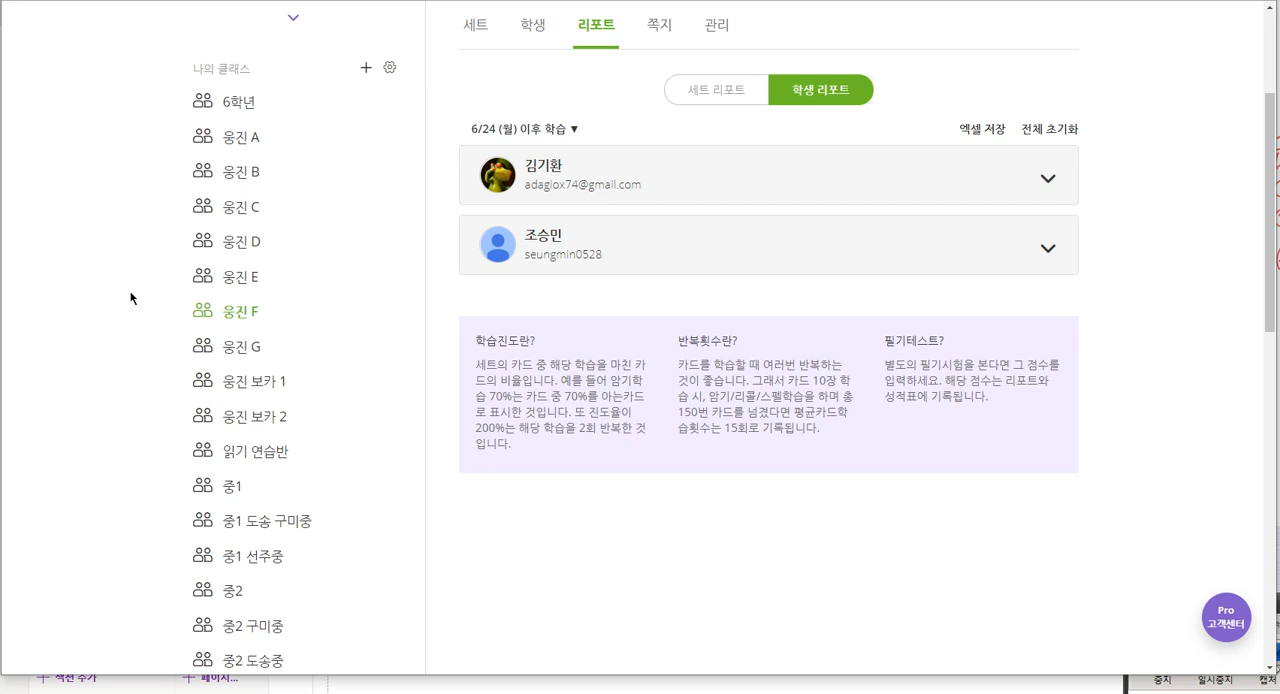 나의 클래스
6학년
웅진 A
웅진 B
웅진 C
웅진 D
웅진 E
웅진 F
웅진 G
웅진 보카 1
웅진 보카 2
읽기 연습반
중1
중1 도송 구미중
중1 선주중
중2
중2 구미중
중2 도송중
세트 학생 리포트 쪽지 관리
세트 리포트 학생 리포트
6/24 (월) 이후 학습 ▼ 엑셀 저장 전체 초기화
김기환
adagiox74@gmail.com
조승민
seungmin0528
학습진도란?
세트의 카드 중 해당 학습을 마친 카
드의 비율입니다. 예를 들어 암기학
습 70%는 카드 중 70%를 아는카드
로 표시한 것입니다. 또 진도율이
200%는 해당 학습을 2회 반복한 것
입니다.
반복횟수란?
카드를 학습할 때 여러번 반복하는
것이 좋습니다. 그래서 카드 10장 학
습 시, 암기/리콜/스펠학습을 하며 총
150번 카드를 넘겼다면 평균카드학
습횟수는 15회로 기록됩니다.
필기테스트?
별도의 필기시험을 본다면 그 점수를
입력하세요. 해당 점수는 리포트와
성적표에 기록됩니다.
Pro
고객센터
+ 섹션 추가 + 페이지...
중지 일시중지 캡처